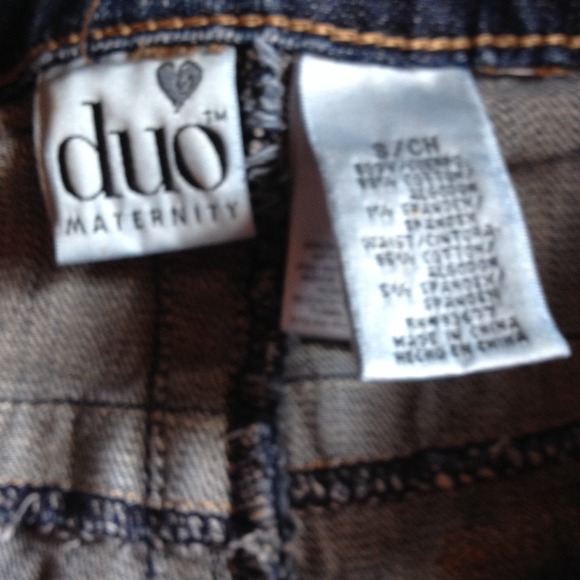 duo™
MATERNITY
S/CH
BODY/CUERPO
99% COTTON/
ALGODON
1% SPANDEX/
SPANDEX
WAIST/CINTURA
95% COTTON/
ALGODON
5% SPANDEX/
SPANDEX
MADE IN CHINA
HECHO EN CHINA